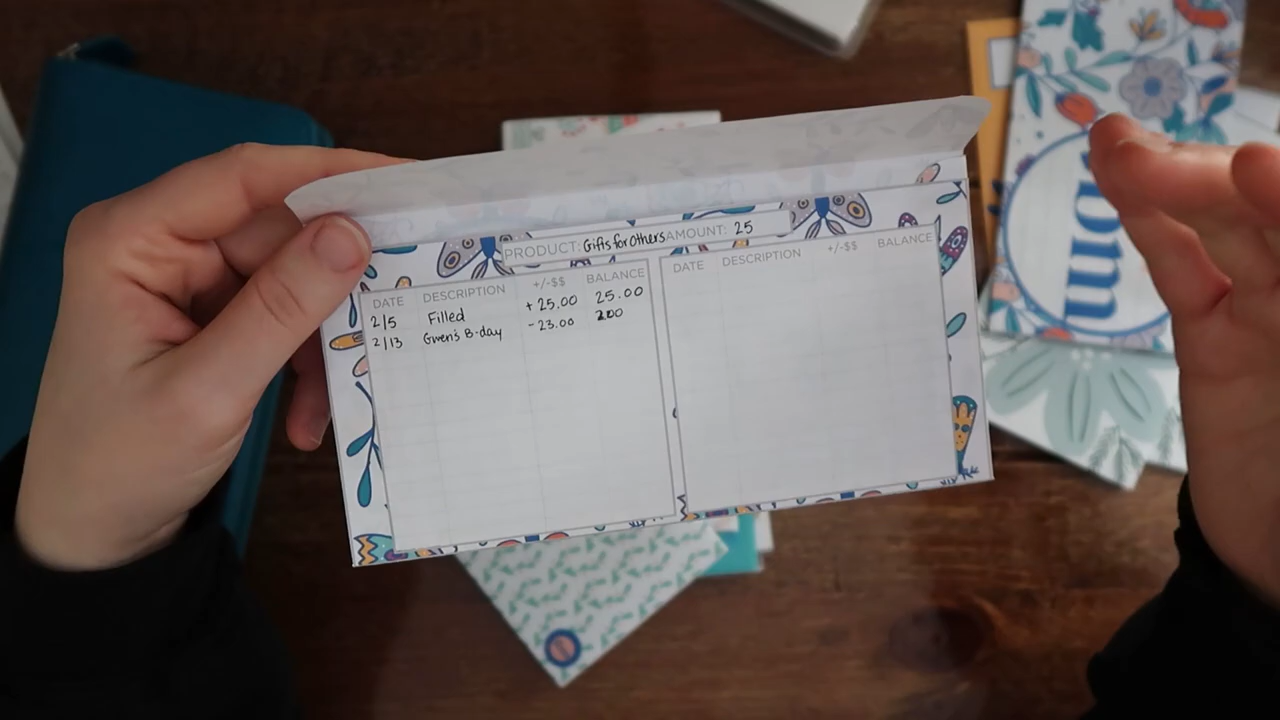 PRODUCT: Gifts for Others AMOUNT: 25
DATE DESCRIPTION +/-$$ BALANCE
2/5 Filled +25.00 25.00
2/13 Gwen's B-day -23.00 2.00
DATE DESCRIPTION +/-$$ BALANCE